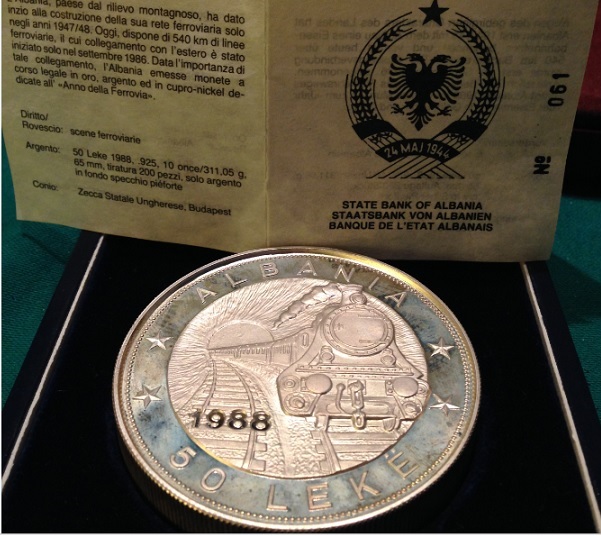 Albania, paese dal rilievo montagnoso, ha dato
inzio alla costruzione della sua rete ferroviaria solo
negli anni 1947/48. Oggi, dispone di 540 km di linee
ferroviarie, il cui collegamento con l'estero è stato
iniziato solo nel settembre 1986. Data l'importanza di
tale collegamento, l'Albania emesse monete a
corso legale in oro, argento ed in cupro-nickel de-
dicate all' «Anno della Ferrovia».
Diritto/
Rovescio: scene ferroviarie
Argento: 50 Leke 1988, .925, 10 once/311,05 g,
65 mm, tiratura 200 pezzi, solo argento
in fondo specchio piéforte
Conio: Zecca Statale Ungherese, Budapest
24 MAJ 1944
No 061
STATE BANK OF ALBANIA
STAATSBANK VON ALBANIEN
BANQUE DE L'ETAT ALBANAIS
ALBANIA
1988
50 LEKË